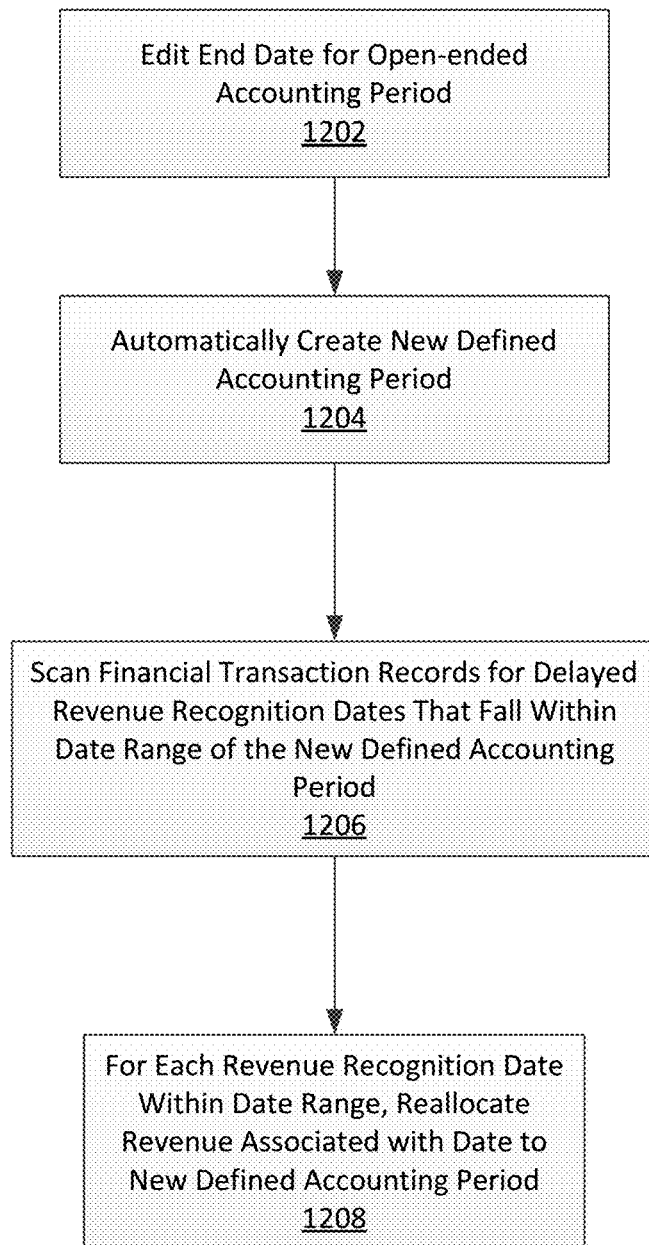 Edit End Date for Open-ended
Accounting Period
1202
Automatically Create New Defined
Accounting Period
1204
Scan Financial Transaction Records for Delayed
Revenue Recognition Dates That Fall Within
Date Range of the New Defined Accounting
Period
1206
For Each Revenue Recognition Date
Within Date Range, Reallocate
Revenue Associated with Date to
New Defined Accounting Period
1208